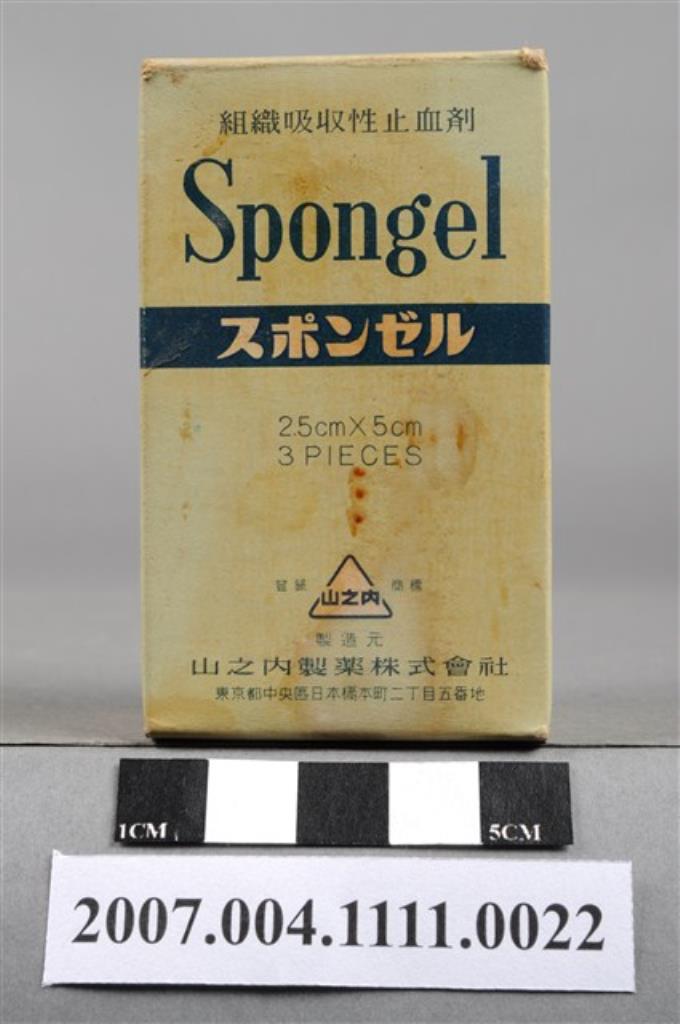 組織吸収性止血剤
Spongel
スポンゼル
2.5cm×5cm
3 PIECES
登録 山之内 商標
製造元
山之内製薬株式會社
東京都中央區日本橋本町二丁目五番地
1CM 5CM
2007.004.1111.0022